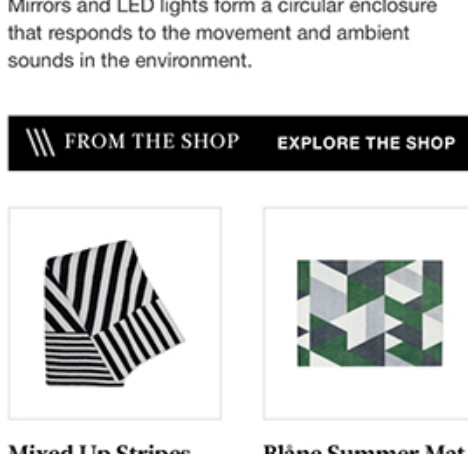 Mirrors and LED lights form a circular enclosure
that responds to the movement and ambient
sounds in the environment.
FROM THE SHOP EXPLORE THE SHOP
Mixed Up Stripes
Blåne Summer Mat